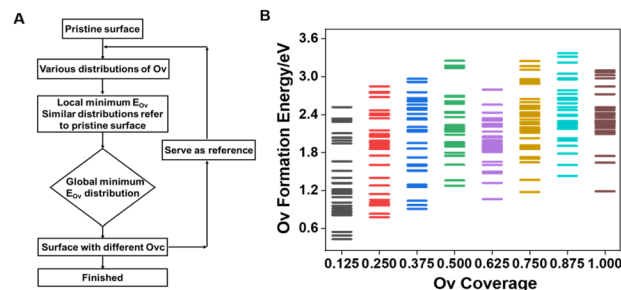 A
Pristine surface
Various distributions of Ov
Local minimum EOv
Similar distributions refer
to pristine surface
Serve as reference
Global minimum
EOv distribution
Surface with different Ovc
Finished
B
Ov Formation Energy/eV
3.6
3.0
2.4
1.8
1.2
0.6
0.125 0.250 0.375 0.500 0.625 0.750 0.875 1.000
Ov Coverage